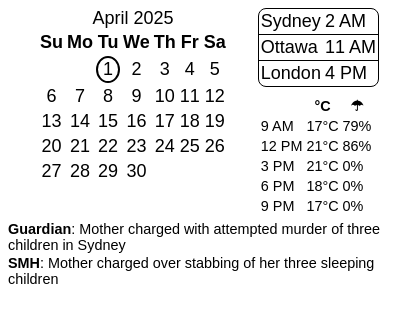 April 2025
Su Mo Tu We Th Fr Sa
1 2 3 4 5
6 7 8 9 10 11 12
13 14 15 16 17 18 19
20 21 22 23 24 25 26
27 28 29 30
Sydney 2 AM
Ottawa 11 AM
London 4 PM
°C ☂
9 AM 17°C 79%
12 PM 21°C 86%
3 PM 21°C 0%
6 PM 18°C 0%
9 PM 17°C 0%
Guardian: Mother charged with attempted murder of three
children in Sydney
SMH: Mother charged over stabbing of her three sleeping
children